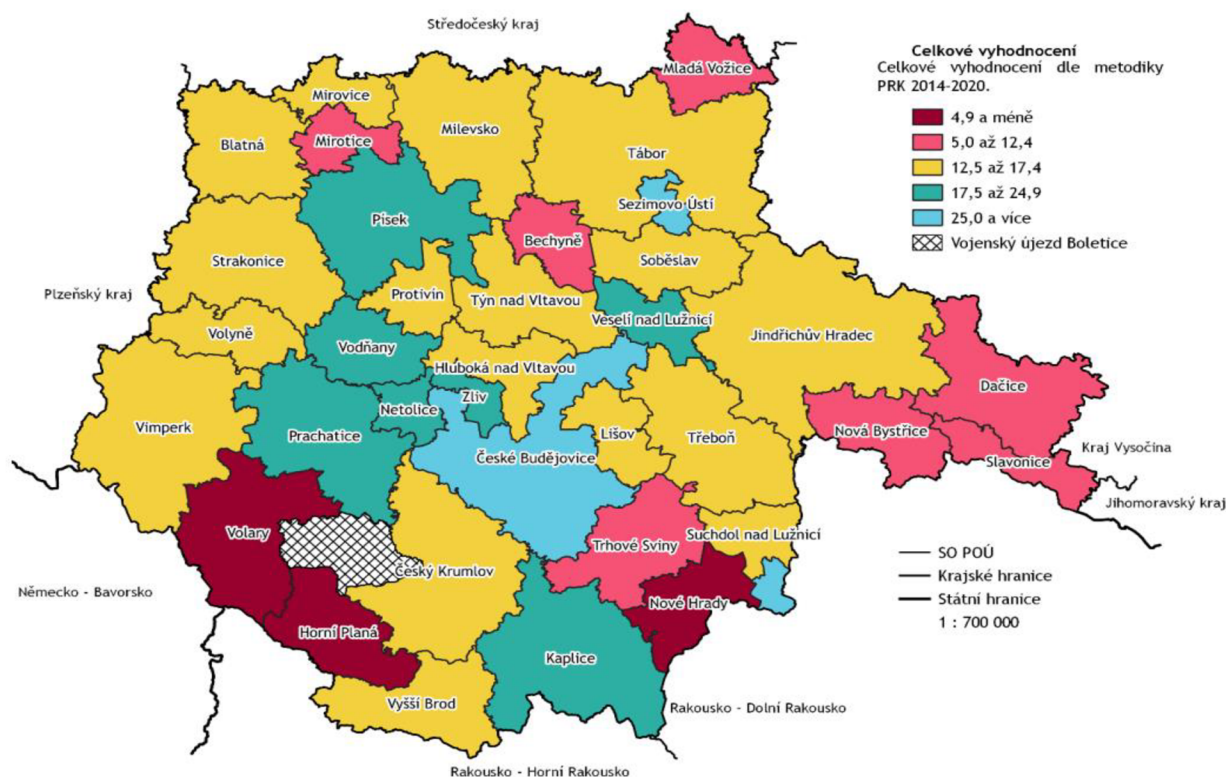 Středočeský kraj
Mladá Vožice
Mirovice
Mirotice
Milevsko
Blatná
Tábor
Písek
Sezimovo Ústí
Bechyně
Strakonice
Soběslav
Plzeňský kraj
Protivín
Týn nad Vltavou
Veselí nad Lužnicí
Volyně
Jindřichův Hradec
Vodňany
Hluboká nad Vltavou
Dačice
Zliv
Netolice
Vimperk
Prachatice
Lišov
Třeboň
Nová Bystřice
České Budějovice
Slavonice
Kraj Vysočina
Jihomoravský kraj
Volary
Suchdol nad Lužnicí
Trhové Sviny
Český Krumlov
Německo - Bavorsko
Nové Hrady
Horní Planá
Kaplice
Vyšší Brod
Rakousko - Dolní Rakousko
Rakousko - Horní Rakousko
Celkové vyhodnocení
Celkové vyhodnocení dle metodiky
PRK 2014-2020.
4,9 a méně
5,0 až 12,4
12,5 až 17,4
17,5 až 24,9
25,0 a více
Vojenský újezd Boletice
SO POÚ
Krajské hranice
Státní hranice
1 : 700 000